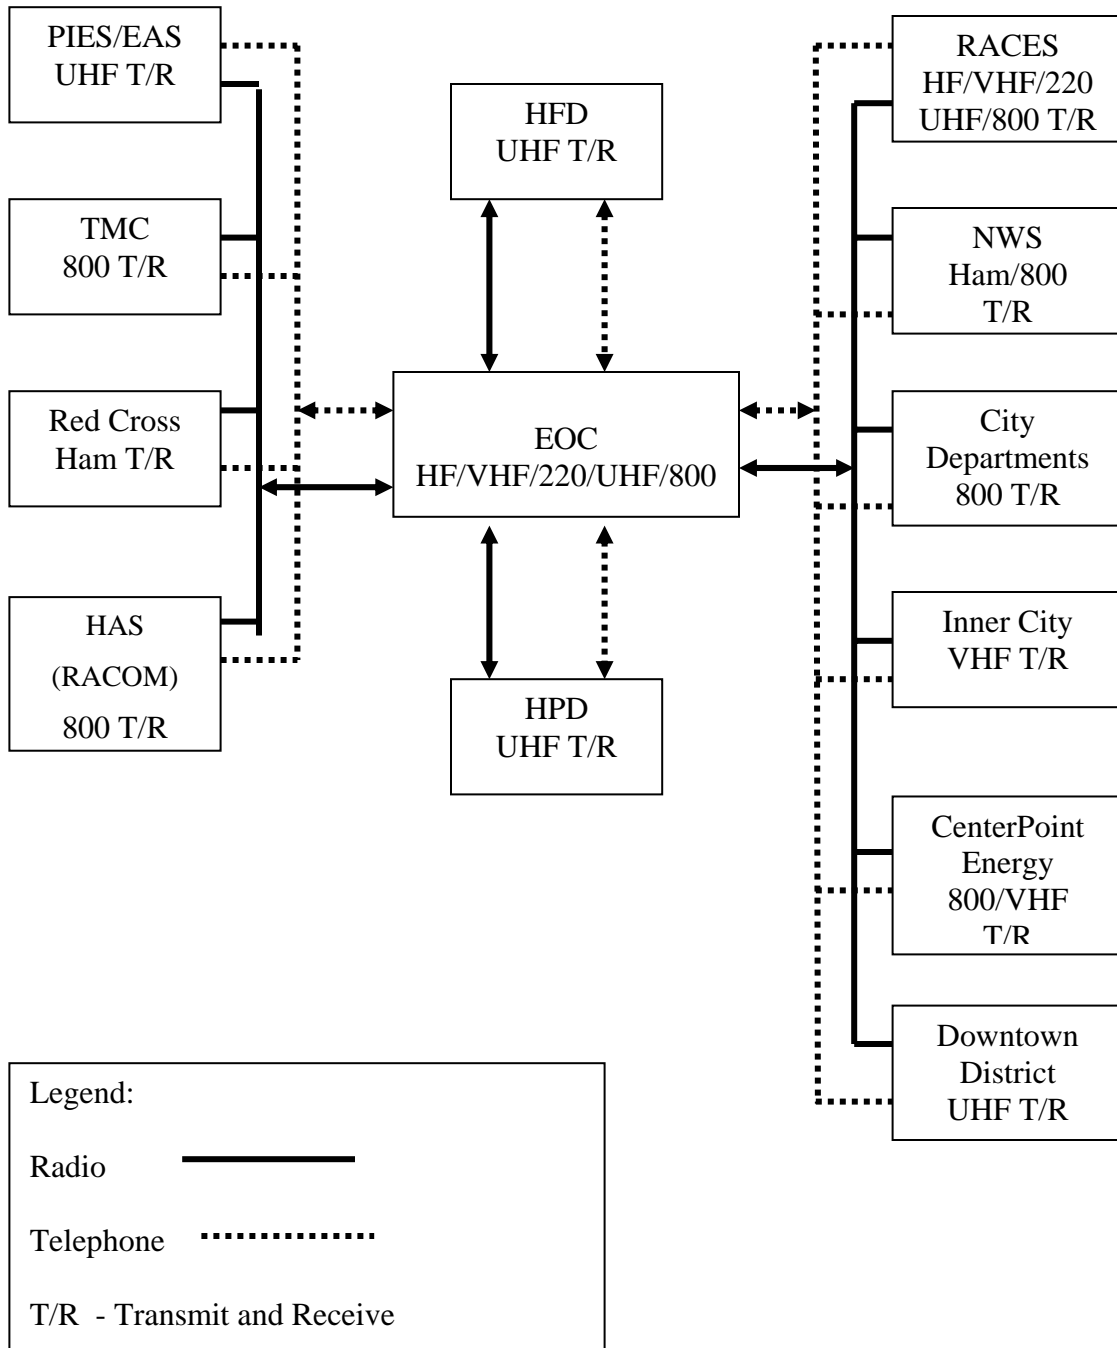 PIES/EAS
UHF T/R
TMC
800 T/R
Red Cross
Ham T/R
HAS
(RACOM)
800 T/R
HFD
UHF T/R
EOC
HF/VHF/220/UHF/800
HPD
UHF T/R
RACES
HF/VHF/220
UHF/800 T/R
NWS
Ham/800
T/R
City
Departments
800 T/R
Inner City
VHF T/R
CenterPoint
Energy
800/VHF
T/R
Downtown
District
UHF T/R
Legend:
Radio
Telephone
T/R - Transmit and Receive